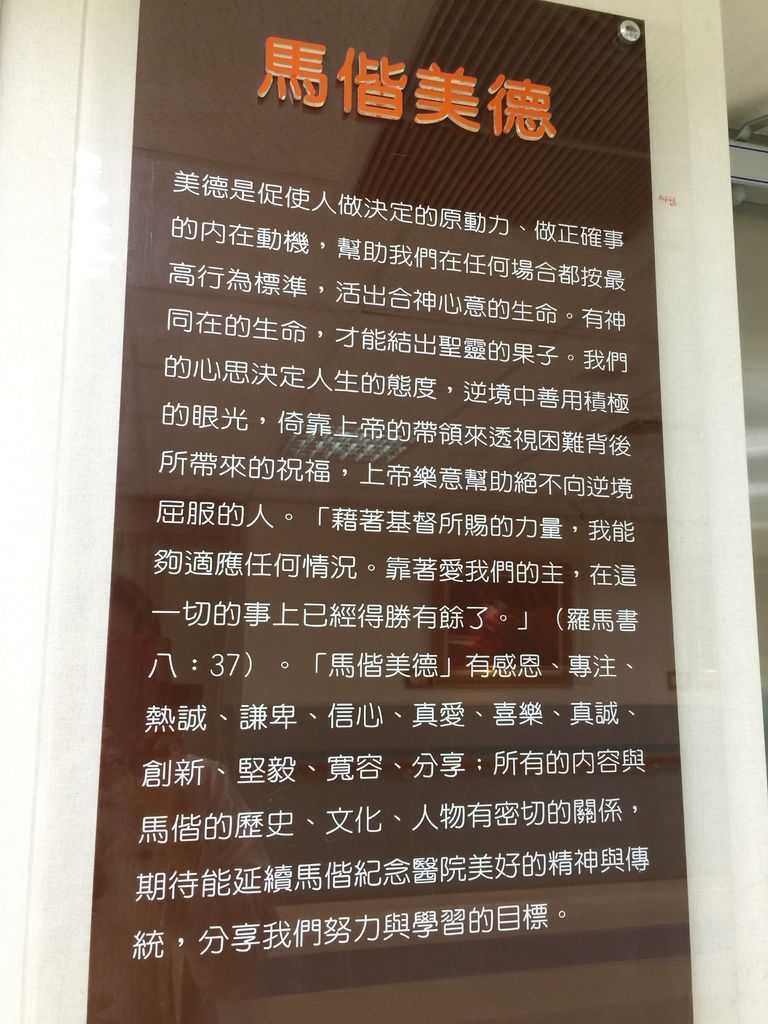 馬偕美德
美德是促使人做決定的原動力、做正確事
的內在動機，幫助我們在任何場合都按最
高行為標準，活出合神心意的生命。有神
同在的生命，才能結出聖靈的果子。我們
的心思決定人生的態度，逆境中善用積極
的眼光，倚靠上帝的帶領來透視困難背後
所帶來的祝福，上帝樂意幫助絕不向逆境
屈服的人。「藉著基督所賜的力量，我能
夠適應任何情況。靠著愛我們的主，在這
一切的事上已經得勝有餘了。」（羅馬書
八：37）。「馬偕美德」有感恩、專注、
熱誠、謙卑、信心、真愛、喜樂、真誠、
創新、堅毅、寬容、分享；所有的內容與
馬偕的歷史、文化、人物有密切的關係，
期待能延續馬偕紀念醫院美好的精神與傳
統，分享我們努力與學習的目標。